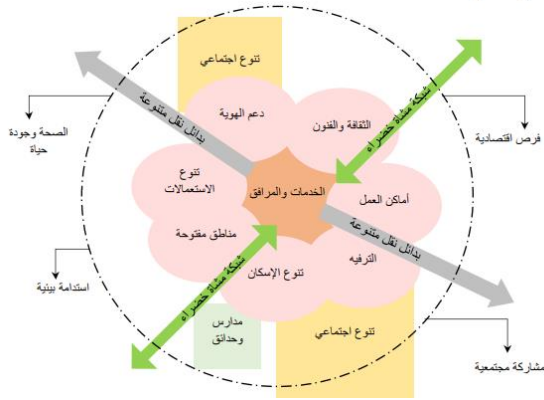 تنوع اجتماعي
شبكة مشاة خضراء
بدائل نقل متنوعة
دعم الهوية
الثقافة والفنون
الصحة وجودة
حياة
فرص اقتصادية
تنوع
الاستعمالات
الخدمات والمرافق
أماكن العمل
مناطق مفتوحة
بدائل نقل متنوعة
الترفيه
شبكة مشاة خضراء
تنوع الإسكان
استدامة بيئية
مدارس
وحدائق
تنوع اجتماعي
مشاركة مجتمعية